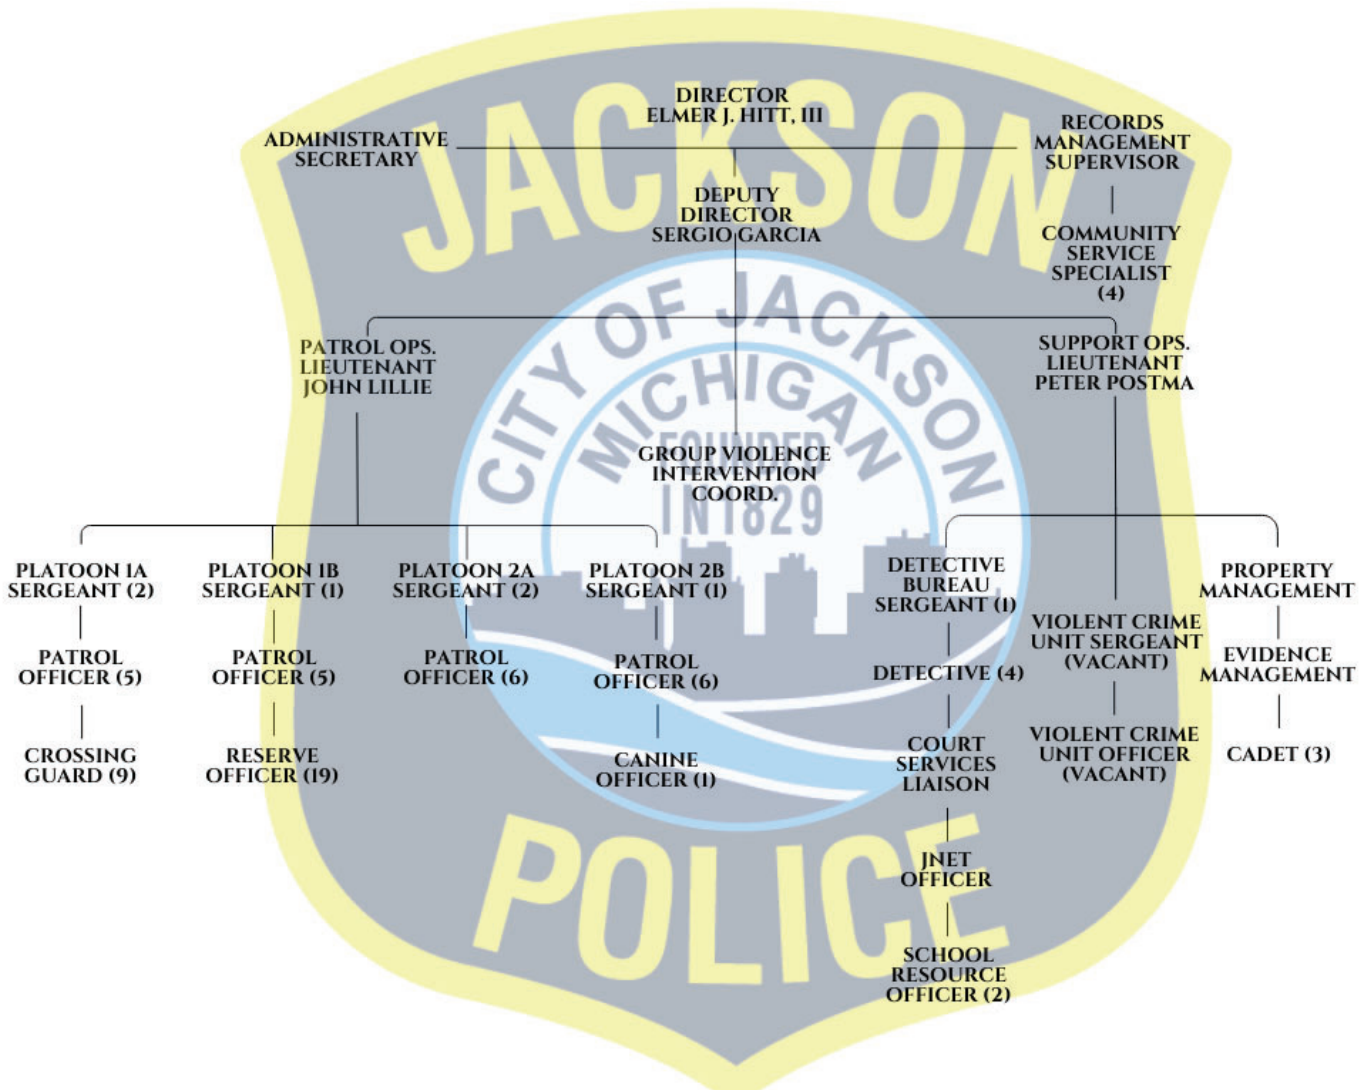 JACKSON
DIRECTOR
ELMER J. HITT, III
ADMINISTRATIVE
SECRETARY
RECORDS
MANAGEMENT
SUPERVISOR
DEPUTY
DIRECTOR
SERGIO GARCIA
COMMUNITY
SERVICE
SPECIALIST
(4)
CITY OF JACKSON
MICHIGAN
FOUNDED
IN 1829
PATROL OPS.
LIEUTENANT
JOHN LILLIE
SUPPORT OPS.
LIEUTENANT
PETER POSTMA
GROUP VIOLENCE
INTERVENTION
COORD.
PLATOON 1A
SERGEANT (2)
PLATOON 1B
SERGEANT (1)
PLATOON 2A
SERGEANT (2)
PLATOON 2B
SERGEANT (1)
DETECTIVE
BUREAU
SERGEANT (1)
VIOLENT CRIME
UNIT SERGEANT
(VACANT)
PROPERTY
MANAGEMENT
PATROL
OFFICER (5)
PATROL
OFFICER (5)
PATROL
OFFICER (6)
PATROL
OFFICER (6)
DETECTIVE (4)
EVIDENCE
MANAGEMENT
CROSSING
GUARD (9)
RESERVE
OFFICER (19)
CANINE
OFFICER (1)
COURT
SERVICES
LIAISON
VIOLENT CRIME
UNIT OFFICER
(VACANT)
CADET (3)
JNET
OFFICER
SCHOOL
RESOURCE
OFFICER (2)
POLICE